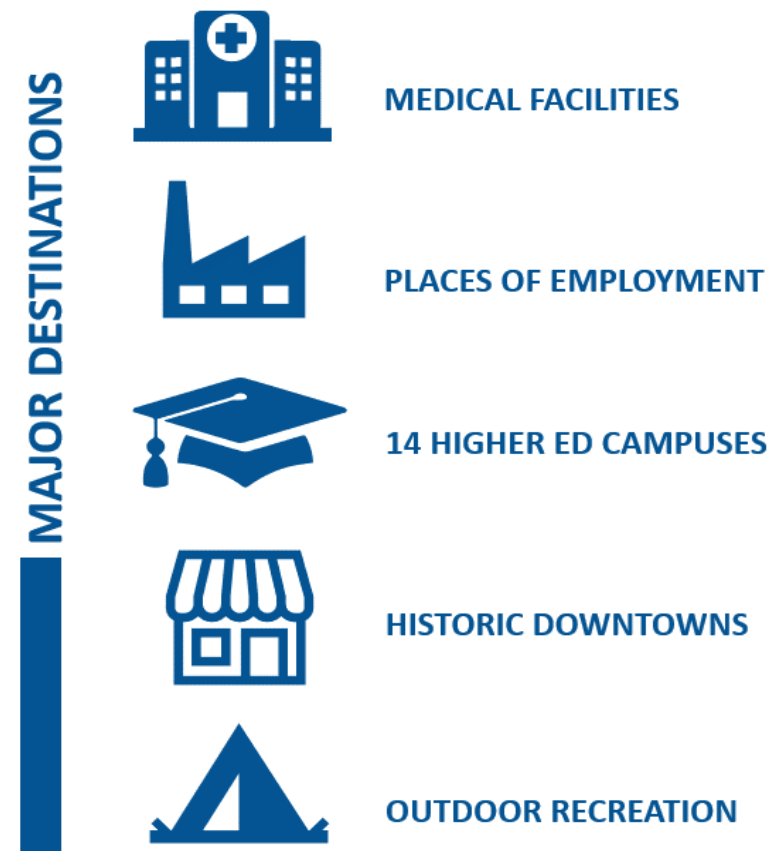 MAJOR DESTINATIONS
MEDICAL FACILITIES
PLACES OF EMPLOYMENT
14 HIGHER ED CAMPUSES
HISTORIC DOWNTOWNS
OUTDOOR RECREATION